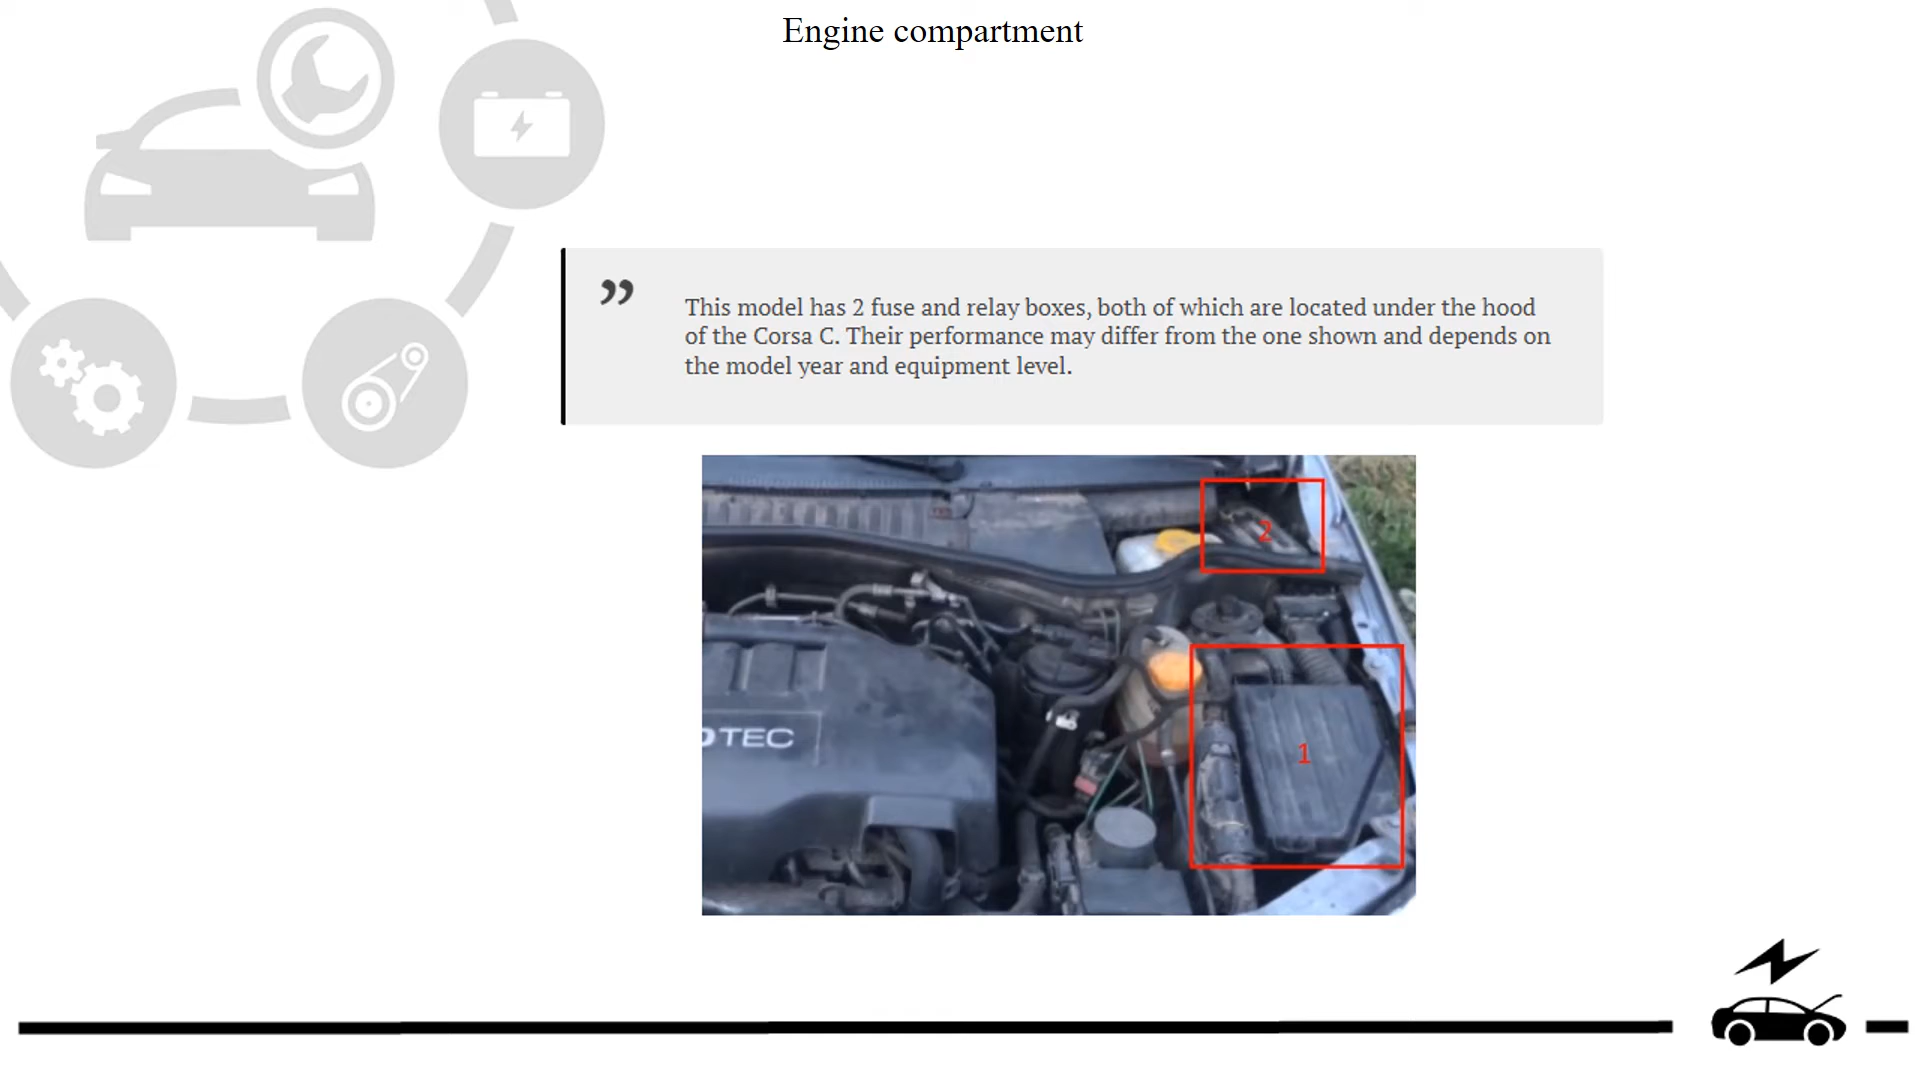 Engine compartment
” This model has 2 fuse and relay boxes, both of which are located under the hood
of the Corsa C. Their performance may differ from the one shown and depends on
the model year and equipment level.
2
TEC
1